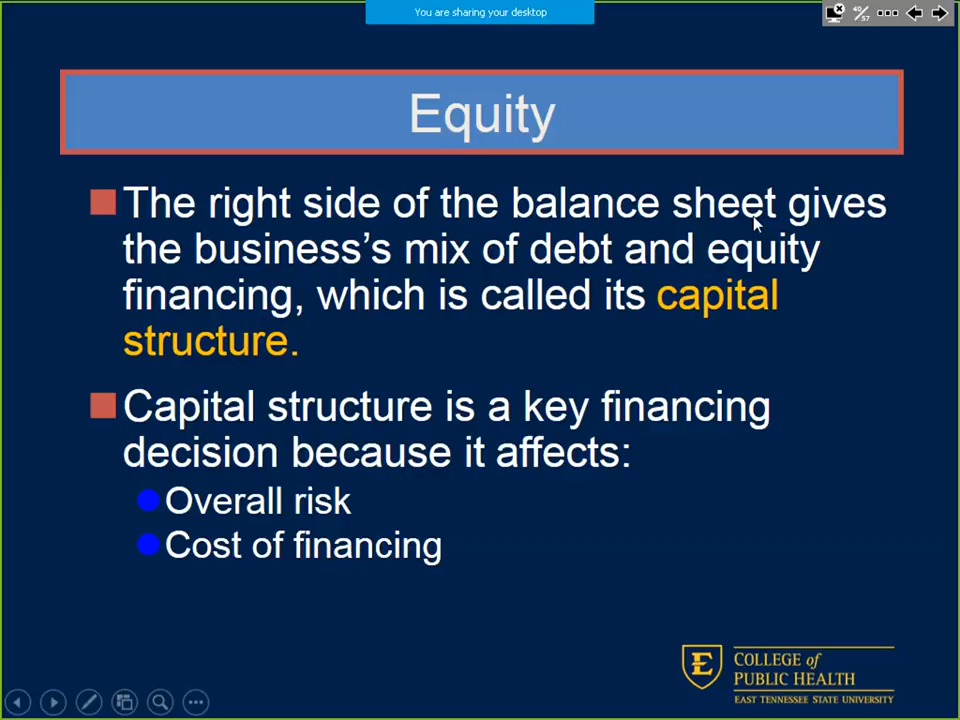 You are sharing your desktop
40/57
Equity
The right side of the balance sheet gives
the business's mix of debt and equity
financing, which is called its capital
structure.
Capital structure is a key financing
decision because it affects:
Overall risk
Cost of financing
E
COLLEGE of
PUBLIC HEALTH
EAST TENNESSEE STATE UNIVERSITY